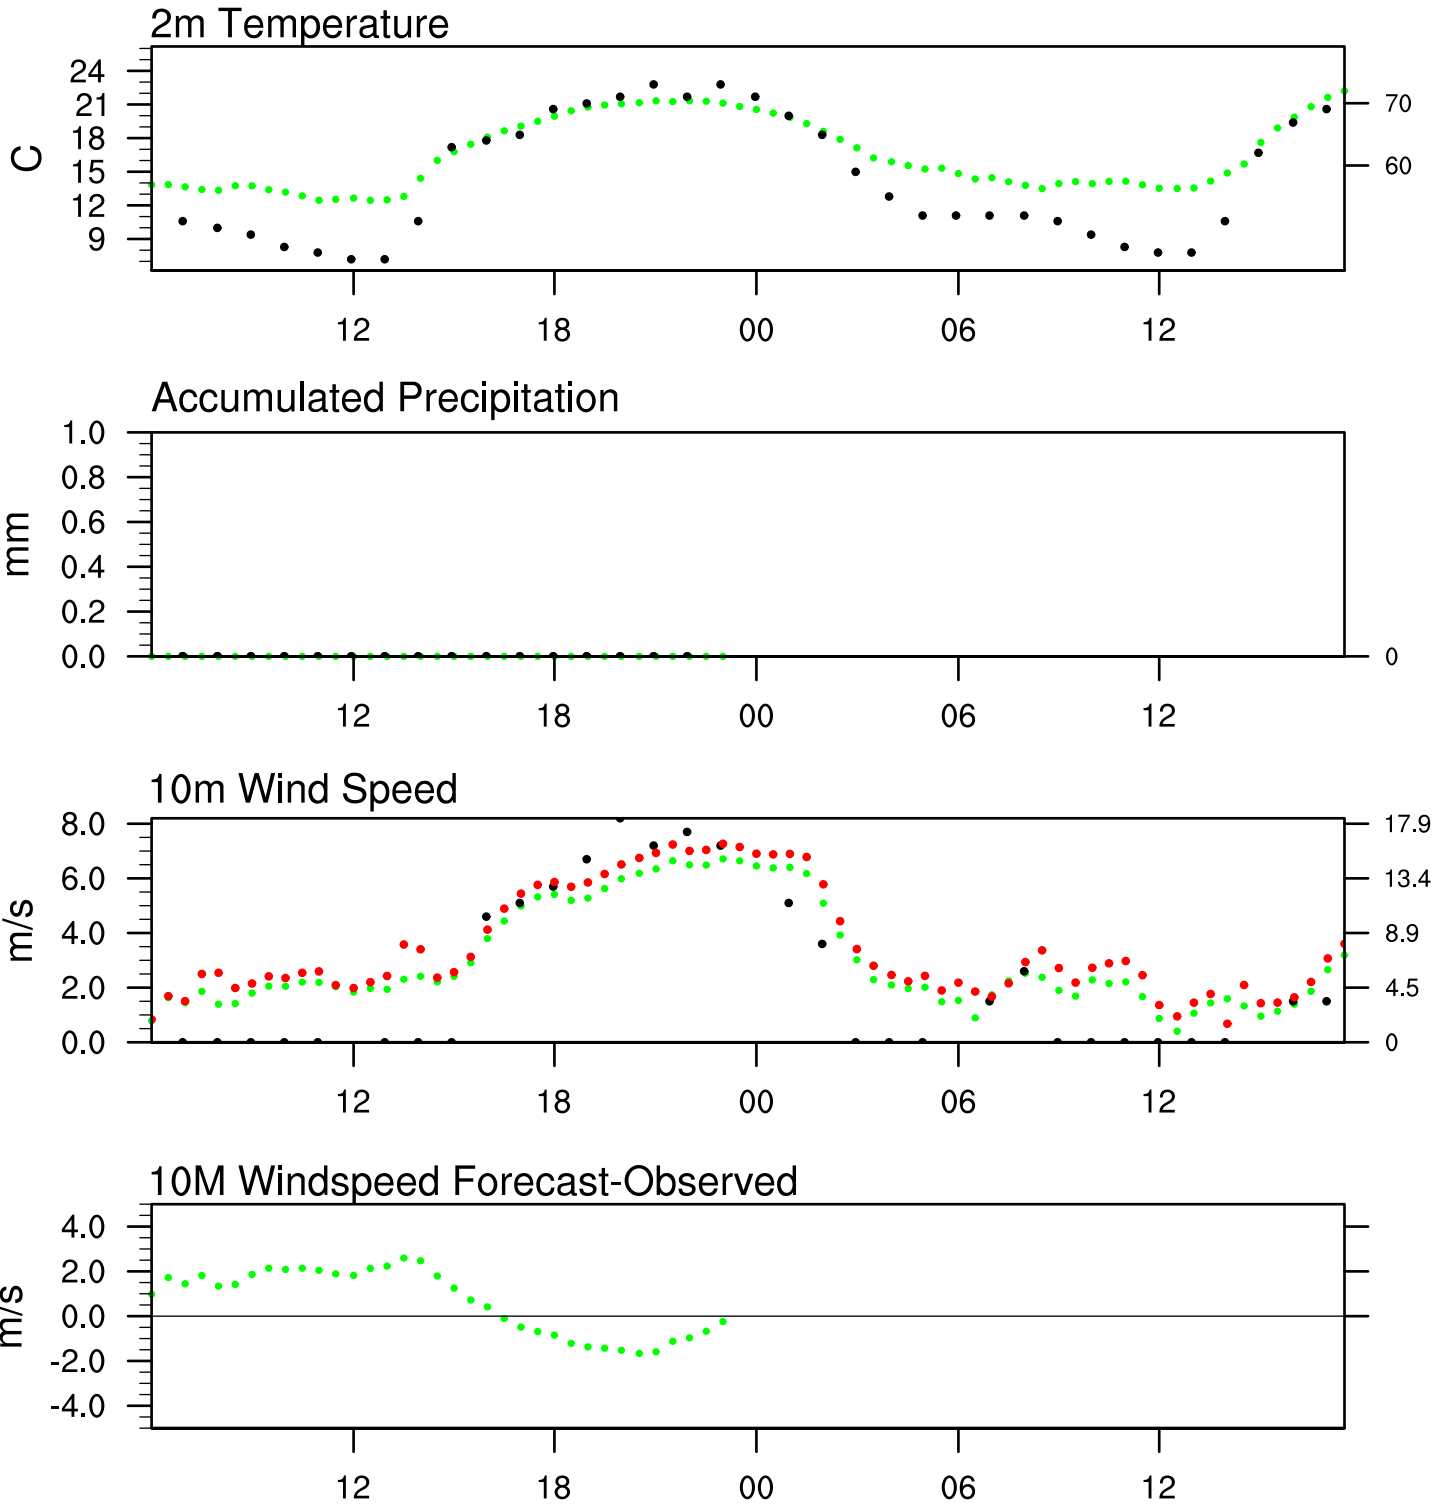 2m Temperature
24
21
18
15
12
9
C
70
60
12 18 00 06 12
Accumulated Precipitation
1.0
0.8
0.6
0.4
0.2
0.0
mm
0
12 18 00 06 12
10m Wind Speed
8.0
6.0
4.0
2.0
0.0
m/s
17.9
13.4
8.9
4.5
0
12 18 00 06 12
10M Windspeed Forecast-Observed
4.0
2.0
0.0
-2.0
-4.0
m/s
12 18 00 06 12